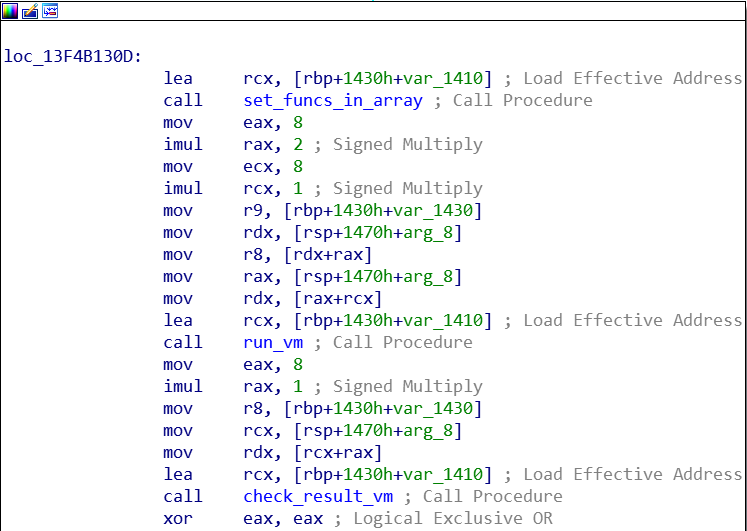 loc_13F4B130D:
lea rcx, [rbp+1430h+var_1410] ; Load Effective Address
call set_funcs_in_array ; Call Procedure
mov eax, 8
imul rax, 2 ; Signed Multiply
mov ecx, 8
imul rcx, 1 ; Signed Multiply
mov r9, [rbp+1430h+var_1430]
mov rdx, [rsp+1470h+arg_8]
mov r8, [rdx+rax]
mov rax, [rsp+1470h+arg_8]
mov rdx, [rax+rcx]
lea rcx, [rbp+1430h+var_1410] ; Load Effective Address
call run_vm ; Call Procedure
mov eax, 8
imul rax, 1 ; Signed Multiply
mov r8, [rbp+1430h+var_1430]
mov rcx, [rsp+1470h+arg_8]
mov rdx, [rcx+rax]
lea rcx, [rbp+1430h+var_1410] ; Load Effective Address
call check_result_vm ; Call Procedure
xor eax, eax ; Logical Exclusive OR